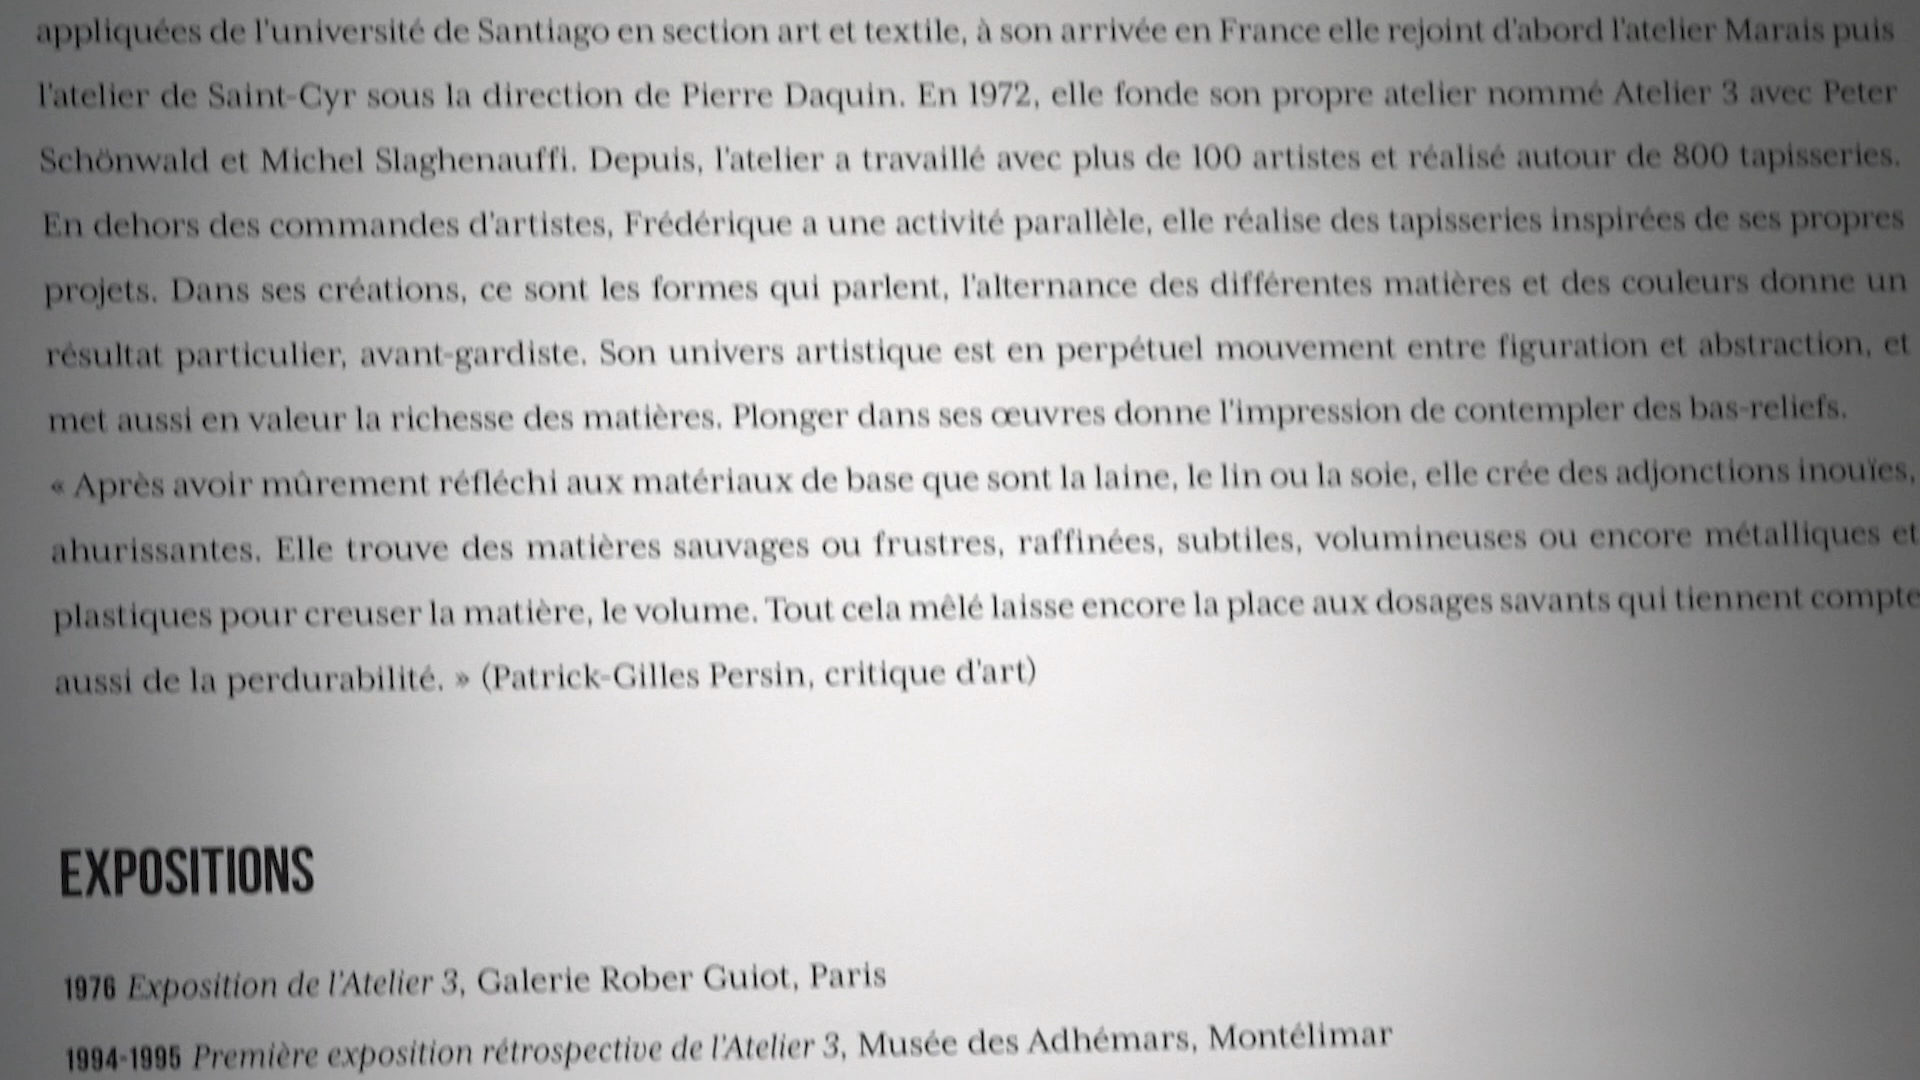 appliquées de l'université de Santiago en section art et textile, à son arrivée en France elle rejoint d'abord l'atelier Marais puis
l'atelier de Saint-Cyr sous la direction de Pierre Daquin. En 1972, elle fonde son propre atelier nommé Atelier 3 avec Peter
Schönwald et Michel Slaghenauffi. Depuis, l'atelier a travaillé avec plus de 100 artistes et réalisé autour de 800 tapisseries.
En dehors des commandes d'artistes, Frédérique a une activité parallèle, elle réalise des tapisseries inspirées de ses propres
projets. Dans ses créations, ce sont les formes qui parlent, l'alternance des différentes matières et des couleurs donne un
résultat particulier, avant-gardiste. Son univers artistique est en perpétuel mouvement entre figuration et abstraction, et
met aussi en valeur la richesse des matières. Plonger dans ses œuvres donne l'impression de contempler des bas-reliefs.
« Après avoir mûrement réfléchi aux matériaux de base que sont la laine, le lin ou la soie, elle crée des adjonctions inouïes,
ahurissantes. Elle trouve des matières sauvages ou frustres, raffinées, subtiles, volumineuses ou encore métalliques et
plastiques pour creuser la matière, le volume. Tout cela mêlé laisse encore la place aux dosages savants qui tiennent compte
aussi de la perdurabilité. » (Patrick-Gilles Persin, critique d'art)
EXPOSITIONS
1976 Exposition de l'Atelier 3, Galerie Rober Guiot, Paris
1994-1995 Première exposition rétrospective de l'Atelier 3, Musée des Adhémars, Montélimar